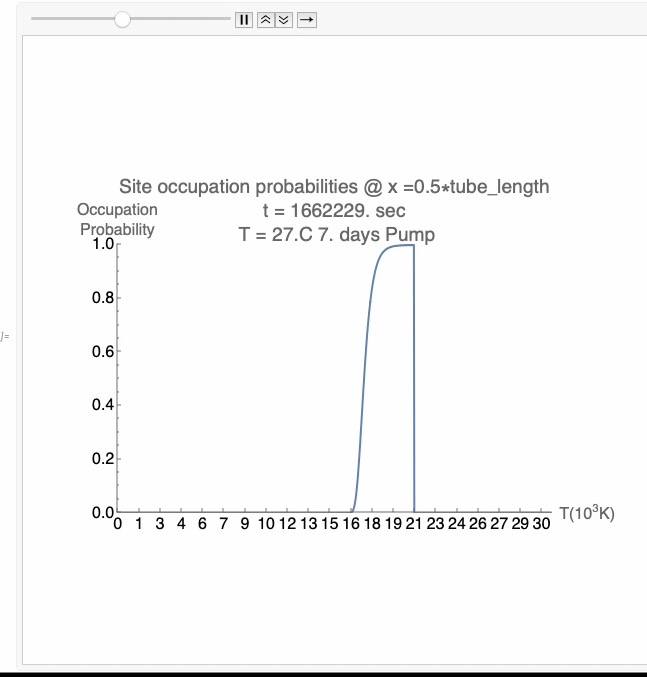 Site occupation probabilities @ x =0.5*tube_length
Occupation
Probability
t = 1662229. sec
T = 27.C 7. days Pump
1.0
0.8
0.6
0.4
0.2
0.0
0 1 3 4 6 7 9 10 12 13 15 16 18 19 21 23 24 26 27 29 30
T(10³K)
]=